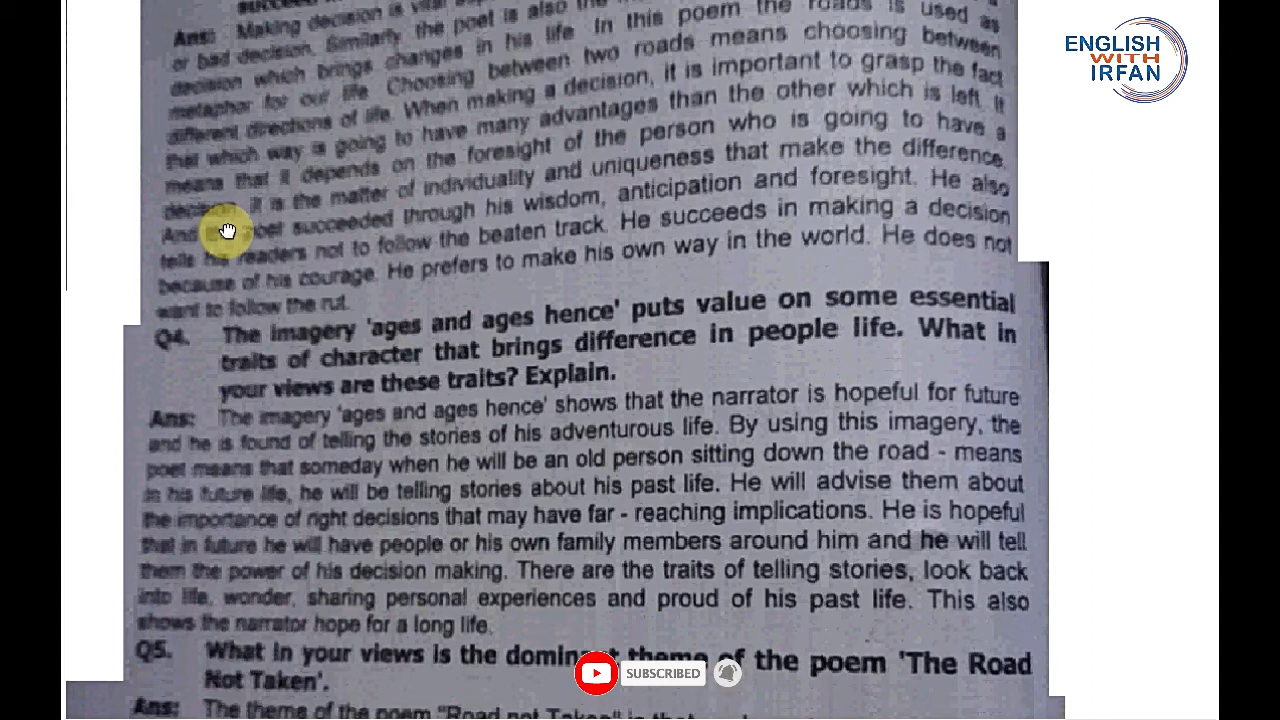 ENGLISH
WITH
IRFAN
Ans: Making decision is vital
or bad decision. Similarly the poet is also the
decision which brings changes in his life. In this poem the roads is used as
metaphor for our life. Choosing between two roads means choosing between
different directions of life. When making a decision, it is important to grasp the fact
that which way is going to have many advantages than the other which is left. It
means that it depends on the foresight of the person who is going to have a
decision. It is the matter of individuality and uniqueness that make the difference.
And poet succeeded through his wisdom, anticipation and foresight. He also
tells his readers not to follow the beaten track. He succeeds in making a decision
because of his courage. He prefers to make his own way in the world. He does not
want to follow the rut.
Q4. The imagery 'ages and ages hence' puts value on some essential
traits of character that brings difference in people life. What in
your views are these traits? Explain.
Ans: The imagery 'ages and ages hence' shows that the narrator is hopeful for future
and he is found of telling the stories of his adventurous life. By using this imagery, the
poet means that someday when he will be an old person sitting down the road - means
in his future life, he will be telling stories about his past life. He will advise them about
the importance of right decisions that may have far - reaching implications. He is hopeful
that in future he will have people or his own family members around him and he will tell
them the power of his decision making. There are the traits of telling stories, look back
into life, wonder, sharing personal experiences and proud of his past life. This also
shows the narrator hope for a long life.
Q5. What in your views is the dominant theme of the poem 'The Road
Not Taken'.
SUBSCRIBED
Ans: The theme of the poem "Road not Taken" is that